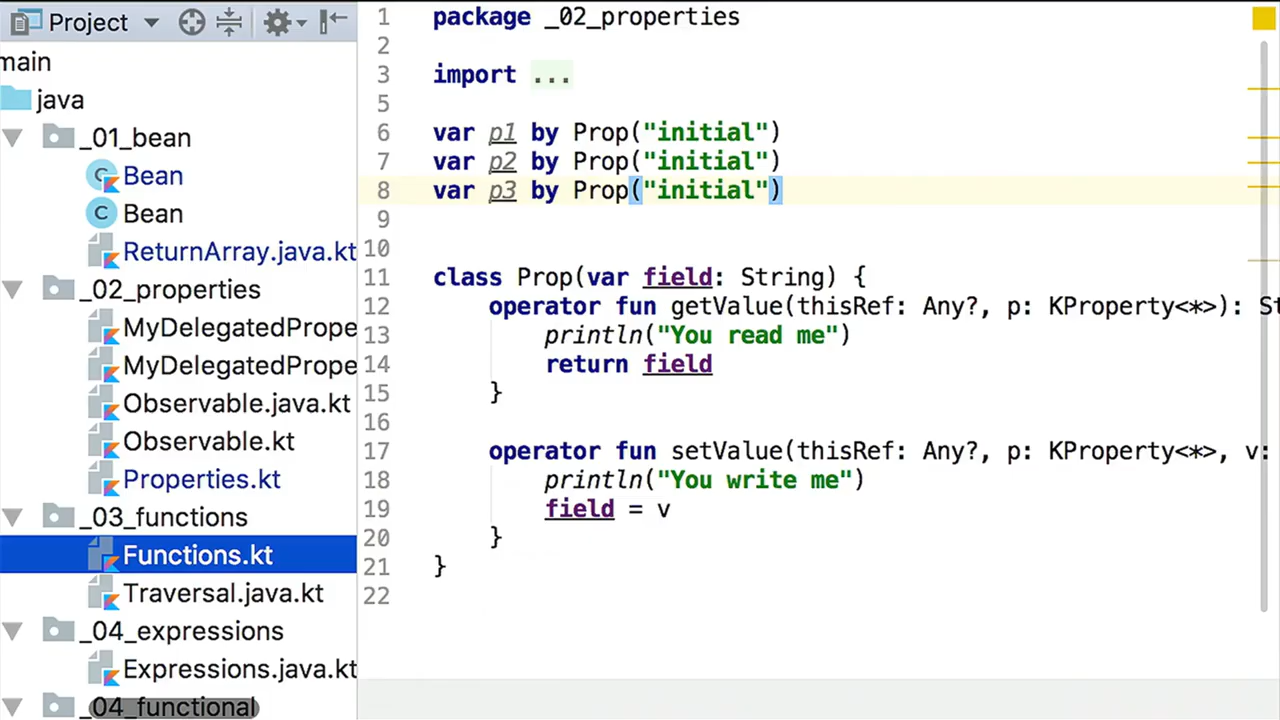 Project
main
java
_01_bean
Bean
Bean
ReturnArray.java.kt
_02_properties
MyDelegatedPrope
MyDelegatedPrope
Observable.java.kt
Observable.kt
Properties.kt
_03_functions
Functions.kt
Traversal.java.kt
_04_expressions
Expressions.java.kt
_04_functional
1 package _02_properties
2
3 import ...
4
5
6 var p1 by Prop("initial")
7 var p2 by Prop("initial")
8 var p3 by Prop("initial")
9
10
11 class Prop(var field: String) {
12 operator fun getValue(thisRef: Any?, p: KProperty<*>): St
13 println("You read me")
14 return field
15 }
16
17 operator fun setValue(thisRef: Any?, p: KProperty<*>, v:
18 println("You write me")
19 field = v
20 }
21 }
22